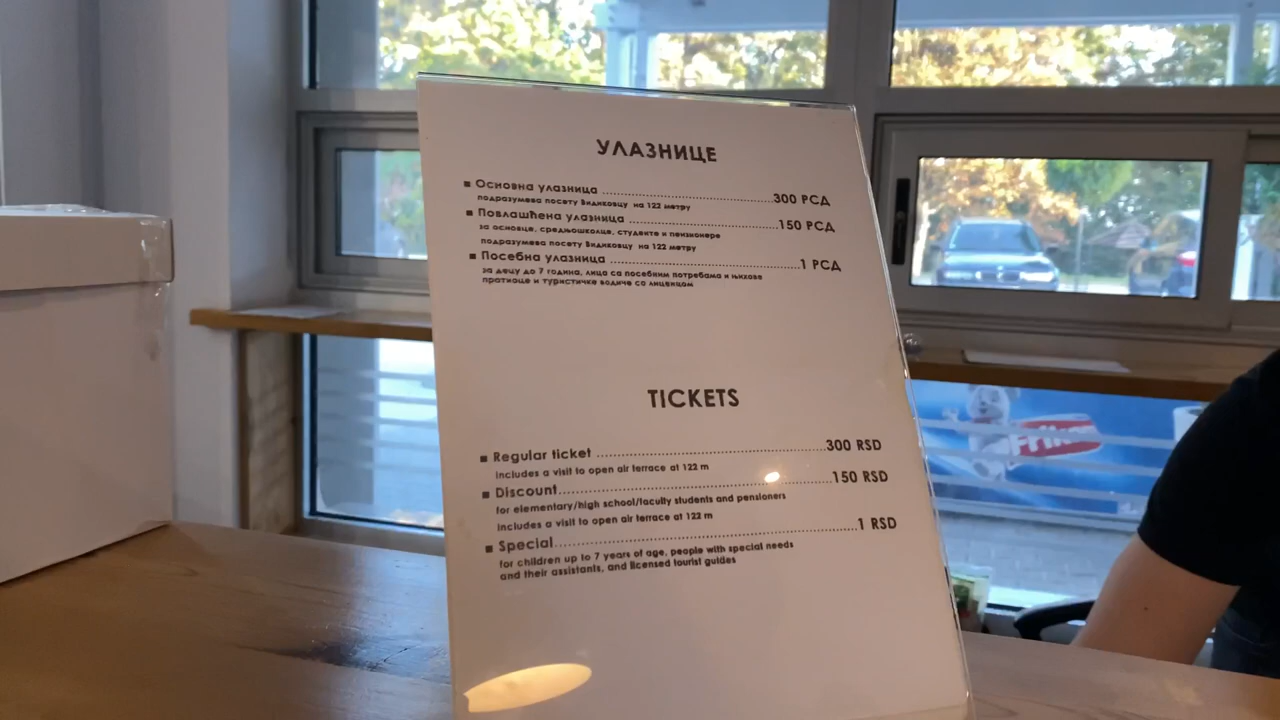 УЛАЗНИЦЕ
■ Основна улазница ........................................ 300 РСД
подразумева посету Видиковцу на 122 метру
■ Повлашћена улазница ................................... 150 РСД
за основце, средњошколце, студенте и пензионере
подразумева посету Видиковцу на 122 метру
■ Посебна улазница ............................................ 1 РСД
за децу до 7 година, лица са посебним потребама и њихове
пратиоце и туристичке водиче са лиценцом
TICKETS
■ Regular ticket .................................................. 300 RSD
includes a visit to open air terrace at 122 m
■ Discount........................................................... 150 RSD
for elementary/high school/faculty students and pensioners
includes a visit to open air terrace at 122 m
■ Special................................................................. 1 RSD
for children up to 7 years of age, people with special needs
and their assistants, and licensed tourist guides